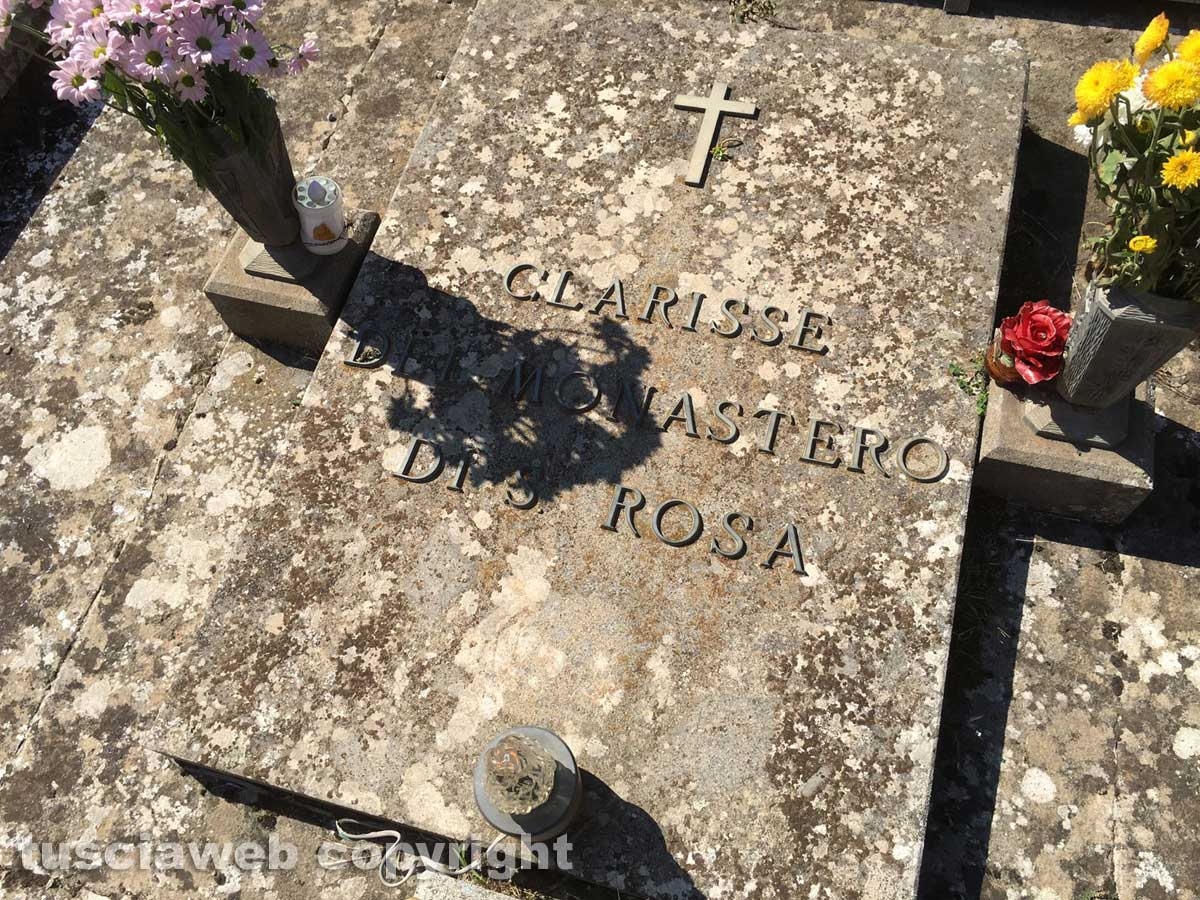 CLARISSE
DEL MONASTERO
DI S. ROSA
tusciaweb copyright